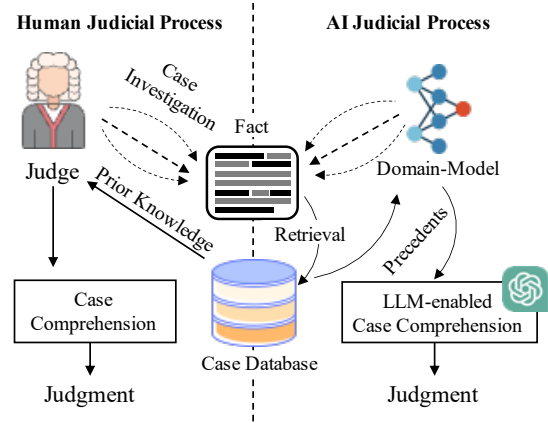 Human Judicial Process
AI Judicial Process
Case
Investigation
Fact
Judge
Domain-Model
Prior Knowledge
Retrieval
Precedents
Case
Comprehension
Case Database
LLM-enabled
Case Comprehension
Judgment
Judgment